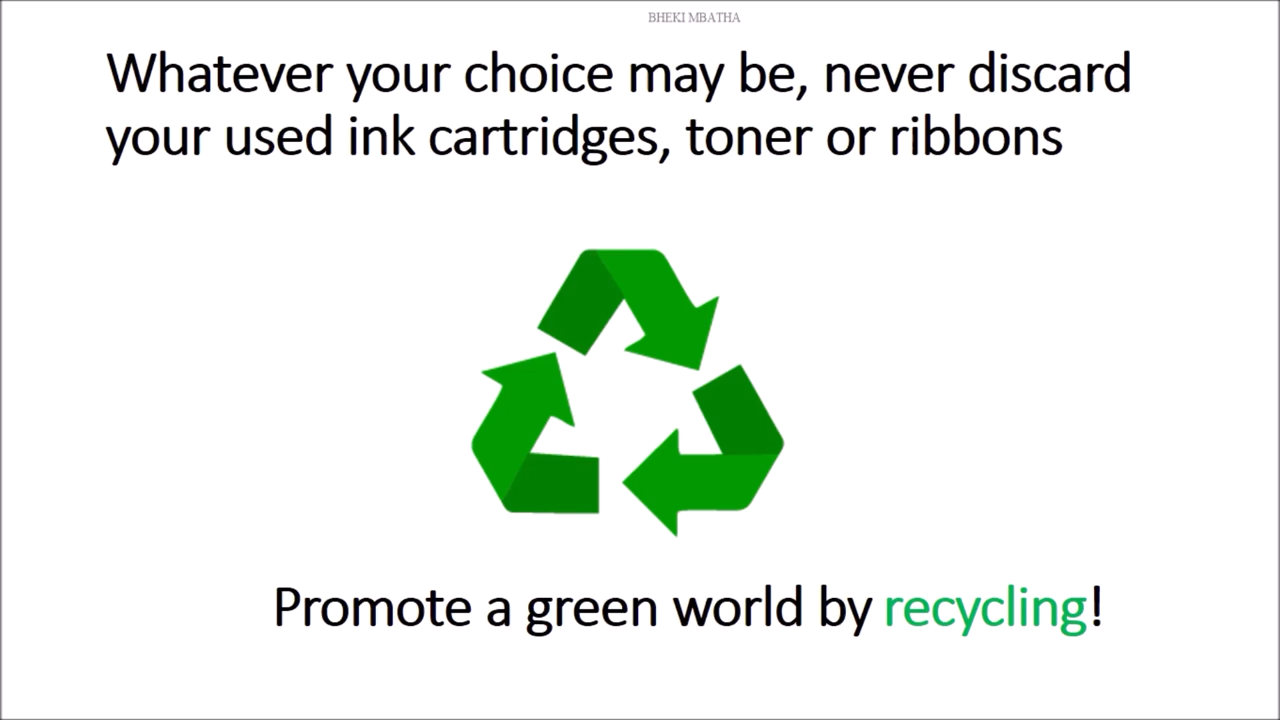 BHEKI MBATHA
Whatever your choice may be, never discard
your used ink cartridges, toner or ribbons
Promote a green world by recycling!